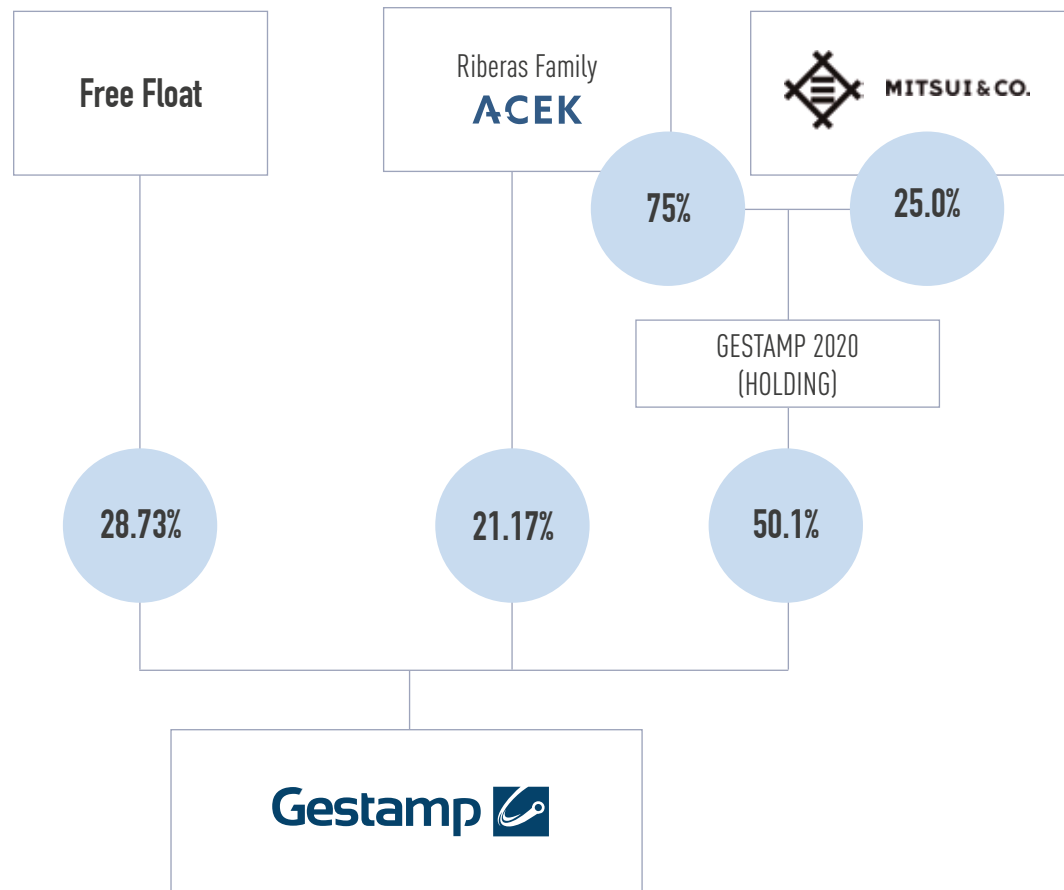 Free Float
Riberas Family
ACEK
MITSUI & CO.
75%
25.0%
GESTAMP 2020
(HOLDING)
28.73%
21.17%
50.1%
Gestamp